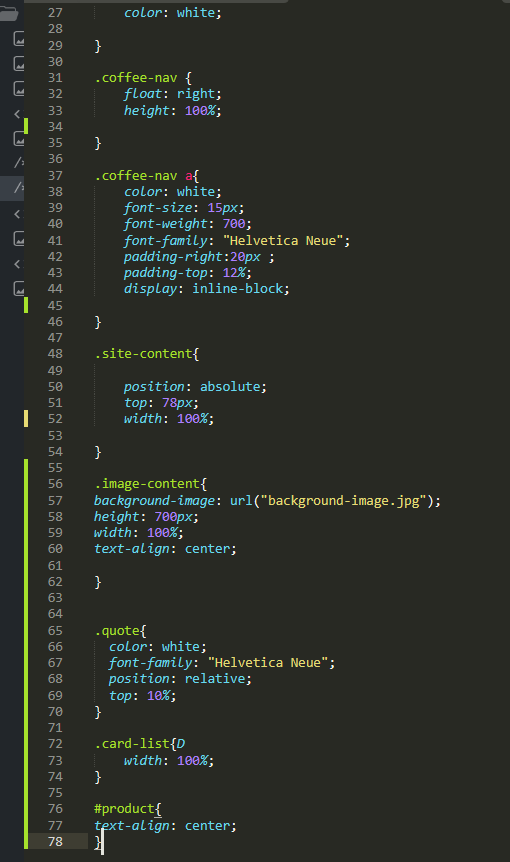 27 color: white;
28
29 }
30
31 .coffee-nav {
32 float: right;
33 height: 100%;
34
35 }
36
37 .coffee-nav a{
38 color: white;
39 font-size: 15px;
40 font-weight: 700;
41 font-family: "Helvetica Neue";
42 padding-right:20px ;
43 padding-top: 12%;
44 display: inline-block;
45
46 }
47
48 .site-content{
49
50 position: absolute;
51 top: 78px;
52 width: 100%;
53
54 }
55
56 .image-content{
57 background-image: url("background-image.jpg");
58 height: 700px;
59 width: 100%;
60 text-align: center;
61
62 }
63
64
65 .quote{
66 color: white;
67 font-family: "Helvetica Neue";
68 position: relative;
69 top: 10%;
70 }
71
72 .card-list{D
73 width: 100%;
74 }
75
76 #product{
77 text-align: center;
78 }